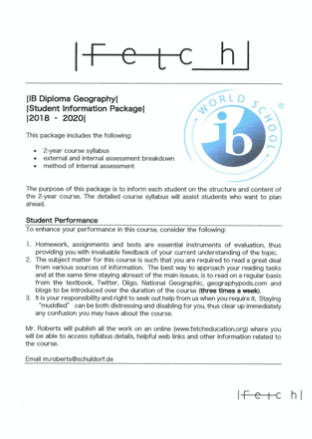 |F e t c h|
|IB Diploma Geography|
|Student Information Package|
|2018 - 2020|
WORLD SCHOOL
®
ib
This package includes the following:
• 2-year course syllabus
• external and internal assessment breakdown
• method of internal assessment
The purpose of this package is to inform each student on the structure and content of
the 2-year course. The detailed course syllabus will assist students who want to plan
ahead.
Student Performance
To enhance your performance in this course, consider the following:
1. Homework, assignments and tests are essential instruments of evaluation, thus
providing you with invaluable feedback of your current understanding of the topic.
2. The subject matter for this course is such that you are required to read a great deal
from various sources of information. The best way to approach your reading tasks
and at the same time staying abreast of the main issues, is to read on a regular basis
from the textbook, Twitter, Diigo, National Geographic, geographypods.com and
blogs to be introduced over the duration of the course (three times a week).
3. It is your responsibility and right to seek out help from us when you require it. Staying
"muddled" can be both distressing and disabling for you, thus clear up immediately
any confusion you may have about the course.
Mr. Roberts will publish all the work on an online (www.fetcheducation.org) where you
will be able to access syllabus details, helpful web links and other information related to
the course.
Email m.roberts@schuldorf.de
|F e t c h|